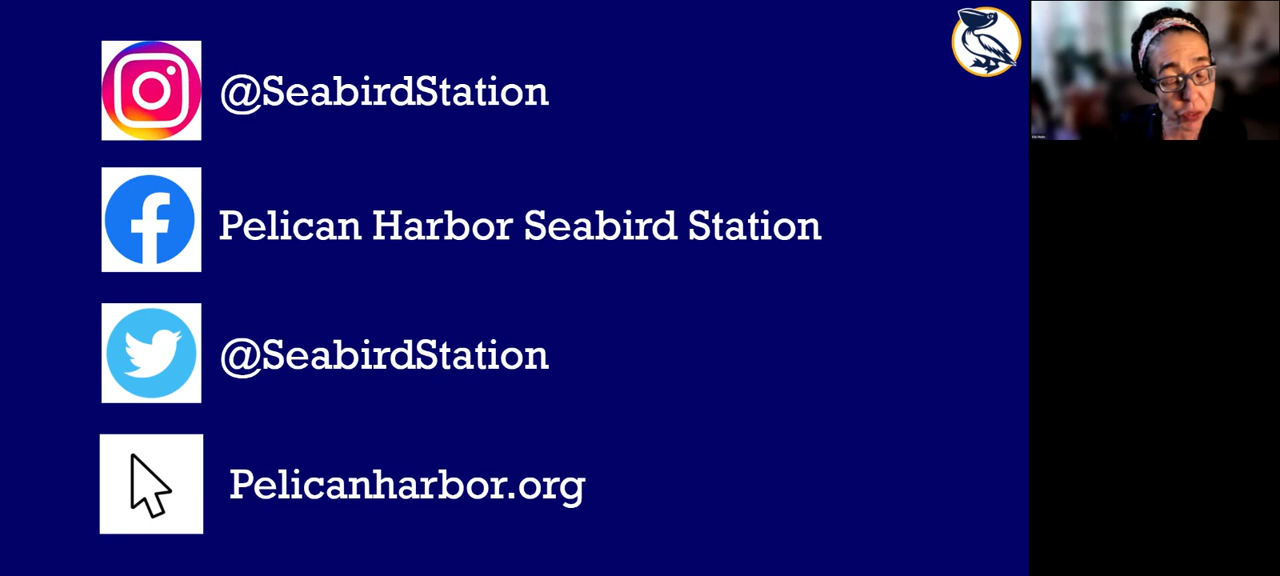 @SeabirdStation
Pelican Harbor Seabird Station
@SeabirdStation
Pelicanharbor.org